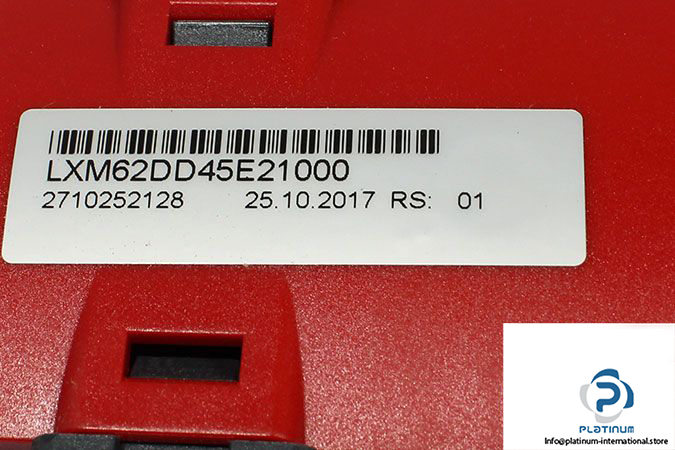 LXM62DD45E21000
2710252128 25.10.2017 RS: 01
PLATINUM
Info@platinum-international.store